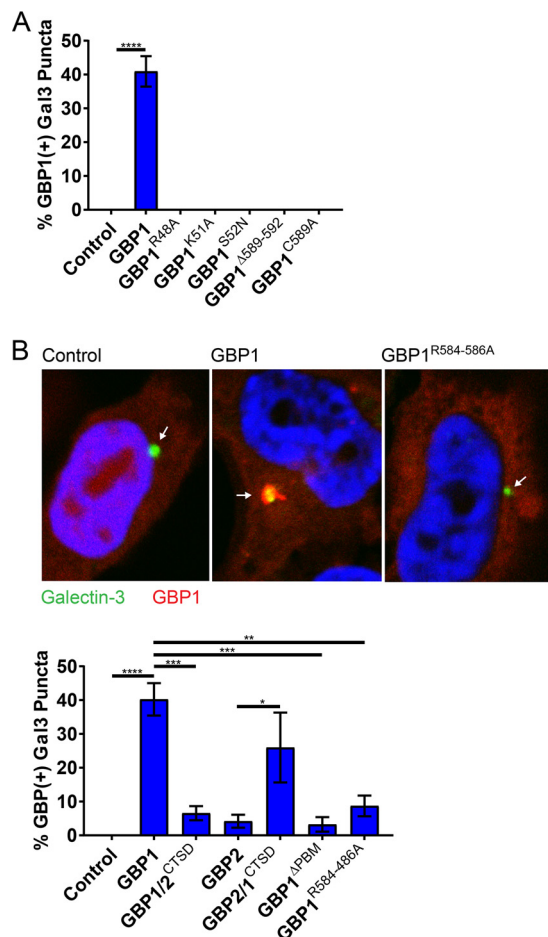 A
% GBP1(+) Gal3 Puncta
50
40
30
20
10
0
****
Control
GBP1
GBP1R48A
GBP1K51A
GBP1S52N
GBP1Δ589-592
GBP1C589A
B
Control
GBP1
GBP1R584-586A
Galectin-3 GBP1
% GBP(+) Gal3 Puncta
50
40
30
20
10
0
**
***
**** ***
*
Control
GBP1
GBP1/2CTSD
GBP2
GBP2/1CTSD
GBP1ΔPBM
GBP1R584-486A